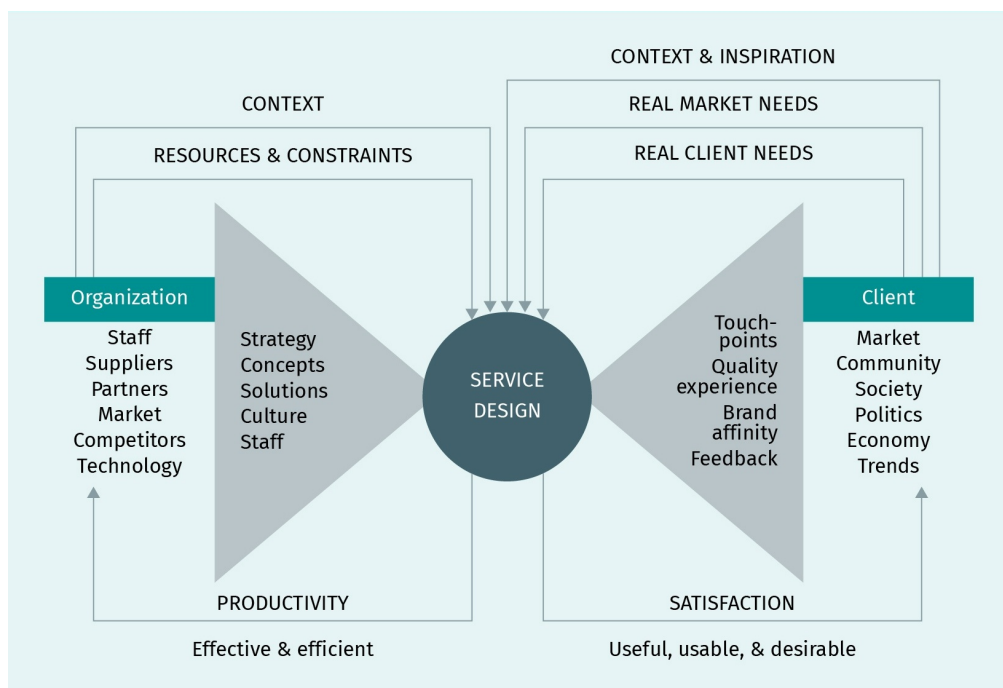 CONTEXT & INSPIRATION
CONTEXT
REAL MARKET NEEDS
RESOURCES & CONSTRAINTS
REAL CLIENT NEEDS
Organization
Staff
Suppliers
Partners
Market
Competitors
Technology
Strategy
Concepts
Solutions
Culture
Staff
SERVICE
DESIGN
Touch-
points
Quality
experience
Brand
affinity
Feedback
Client
Market
Community
Society
Politics
Economy
Trends
PRODUCTIVITY
Effective & efficient
SATISFACTION
Useful, usable, & desirable